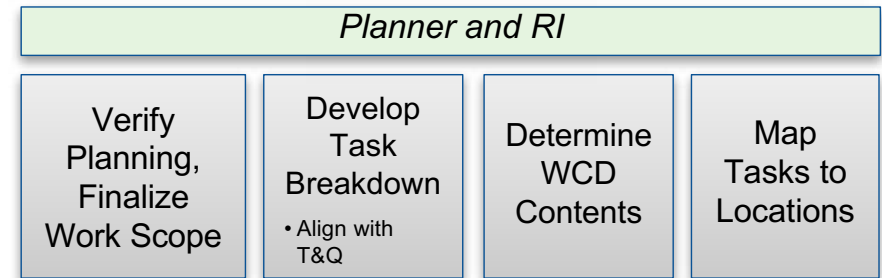 Planner and RI
Verify
Planning,
Finalize
Work Scope
Develop
Task
Breakdown
• Align with
T&Q
Determine
WCD
Contents
Map
Tasks to
Locations